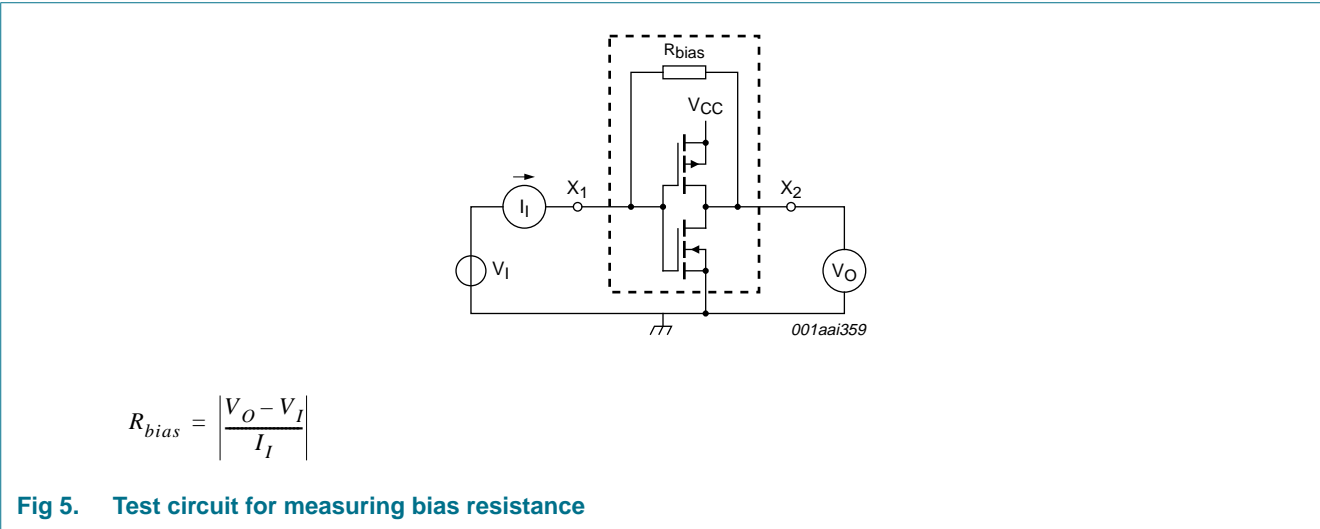 Rbias
VCC
X1
X2
II
VI
VO
001aai359
Rbias = |VO – VI / II|
Fig 5. Test circuit for measuring bias resistance